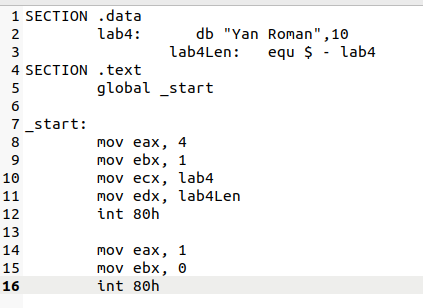 1 SECTION .data
2 lab4: db "Yan Roman",10
3 lab4Len: equ $ - lab4
4 SECTION .text
5 global _start
6
7 _start:
8 mov eax, 4
9 mov ebx, 1
10 mov ecx, lab4
11 mov edx, lab4Len
12 int 80h
13
14 mov eax, 1
15 mov ebx, 0
16 int 80h